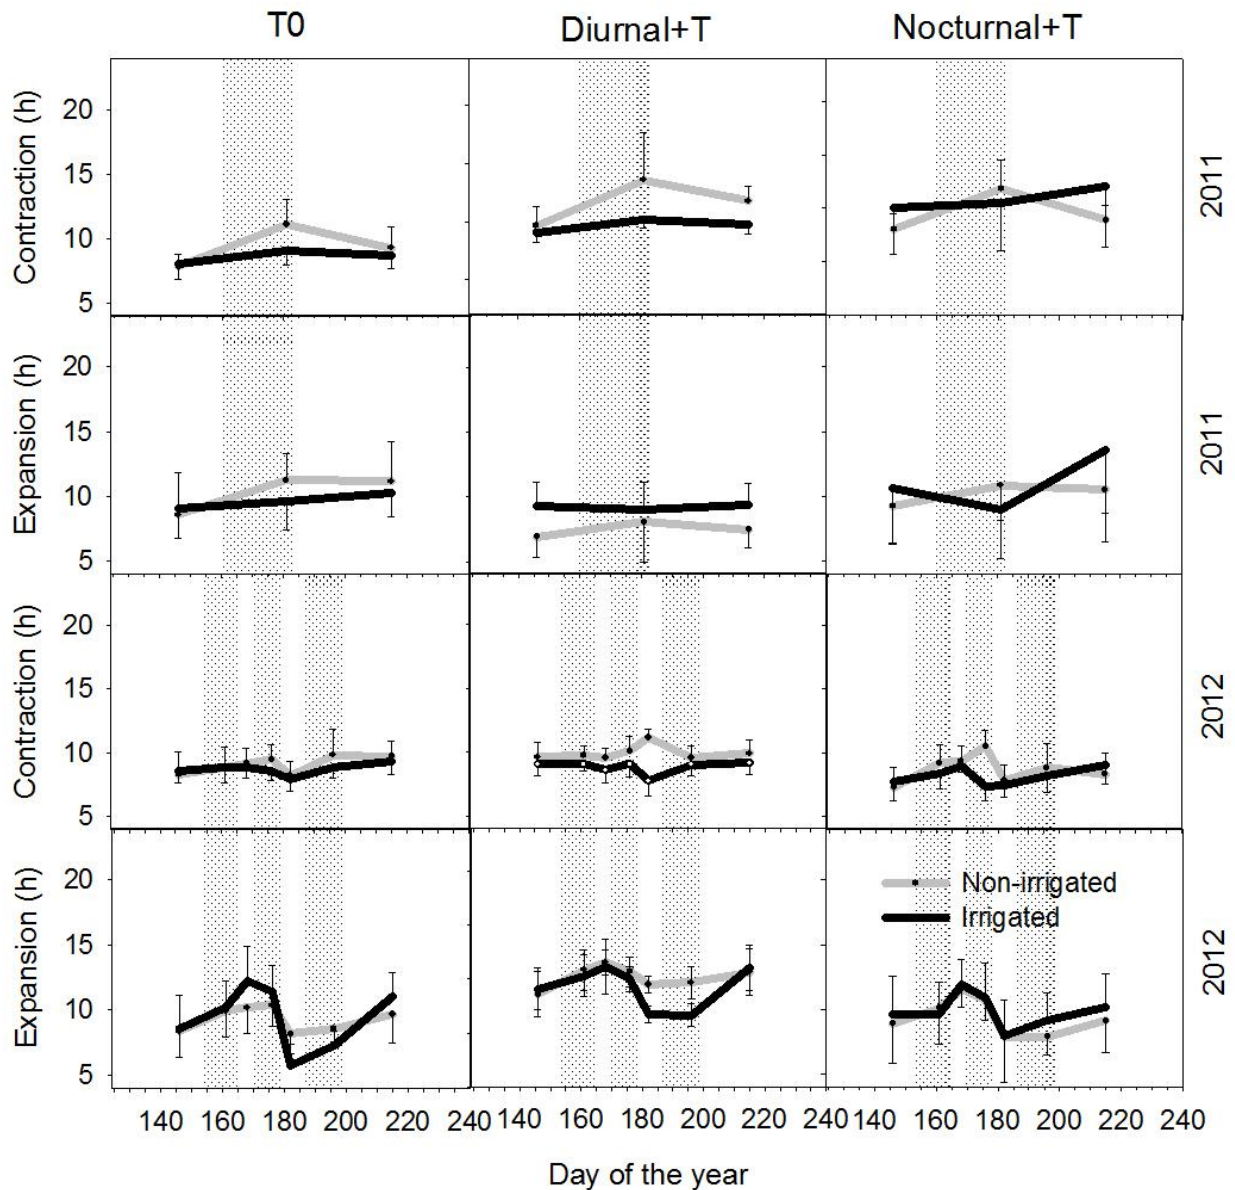 T0 Diurnal+T Nocturnal+T
Contraction (h) 20 15 10 5 2011
Expansion (h) 20 15 10 5 2011
Contraction (h) 20 15 10 5 2012
Expansion (h) 20 15 10 5 2012
Non-irrigated
Irrigated
140 160 180 200 220 240 140 160 180 200 220 240 140 160 180 200 220 240
Day of the year